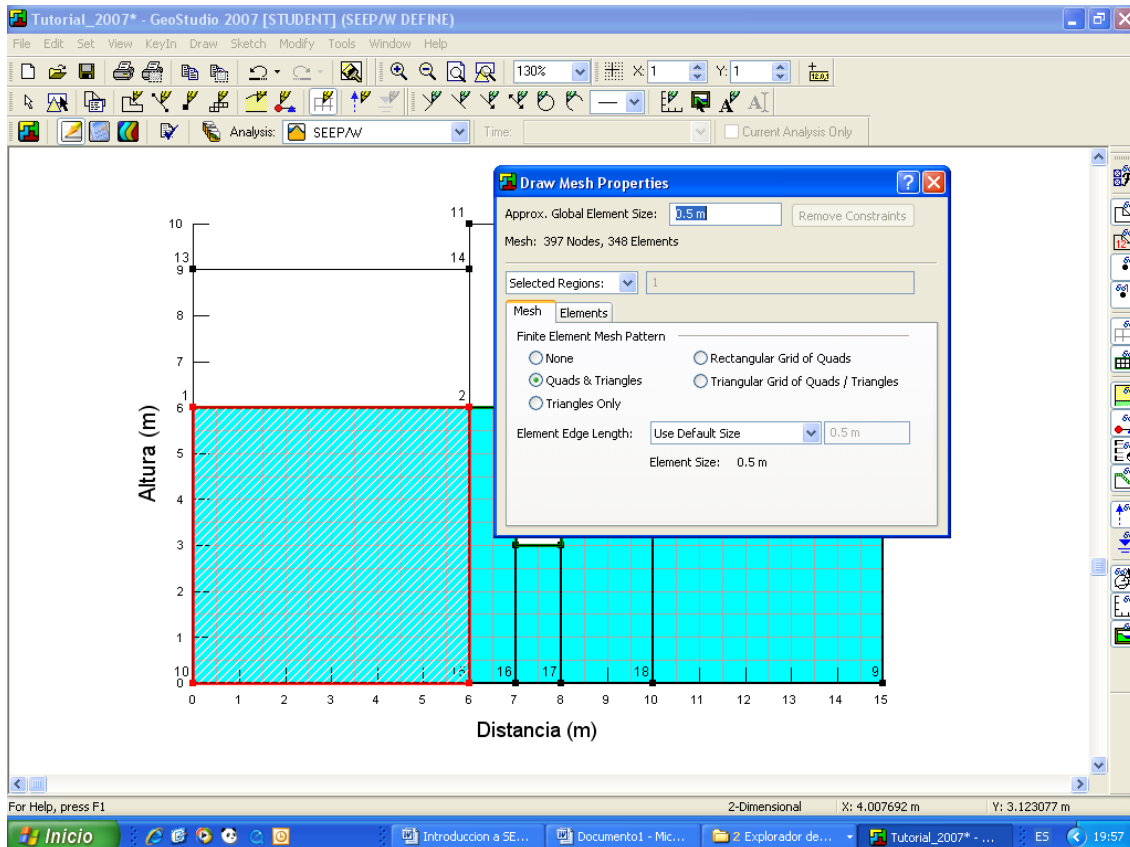 Tutorial_2007* - GeoStudio 2007 [STUDENT] (SEEP/W DEFINE)
File Edit Set View KeyIn Draw Sketch Modify Tools Window Help
130% X: 1 Y: 1
Analysis: SEEP/W Time: Current Analysis Only
Draw Mesh Properties
Approx. Global Element Size: 0.5 m Remove Constraints
Mesh: 397 Nodes, 348 Elements
Selected Regions: 1
Mesh Elements
Finite Element Mesh Pattern
None Rectangular Grid of Quads
Quads & Triangles Triangular Grid of Quads / Triangles
Triangles Only
Element Edge Length: Use Default Size 0.5 m
Element Size: 0.5 m
11
10
13 14
9
8
7
1 2
6
5
4
3
2
1
10 15 16 17 18 9
0
0 1 2 3 4 5 6 7 8 9 10 11 12 13 14 15
Altura (m)
Distancia (m)
For Help, press F1 2-Dimensional X: 4.007692 m Y: 3.123077 m
Inicio Introduccion a SE... Documento1 - Mic... 2 Explorador de... Tutorial_2007* - ... ES 19:57